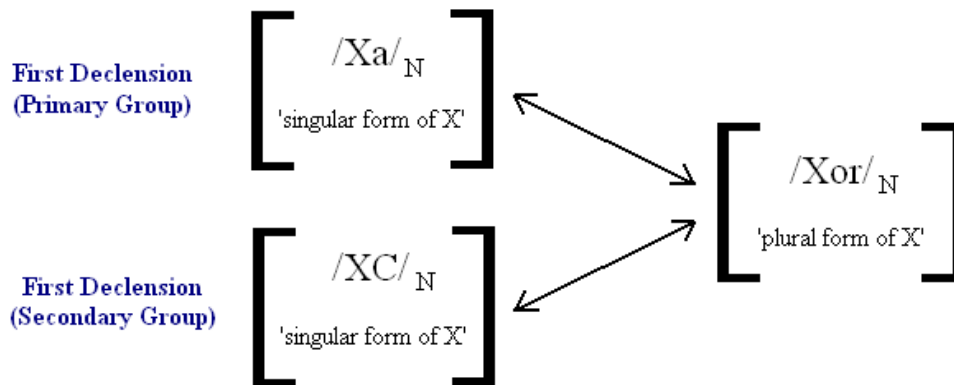 First Declension
(Primary Group)
/Xa/ N
'singular form of X'
/Xor/ N
'plural form of X'
First Declension
(Secondary Group)
/XC/ N
'singular form of X'